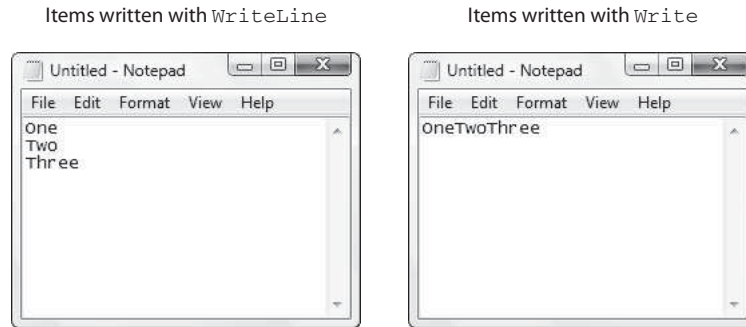 Items written with WriteLine
Untitled - Notepad
File Edit Format View Help
One
Two
Three
Items written with Write
Untitled - Notepad
File Edit Format View Help
OneTwoThree